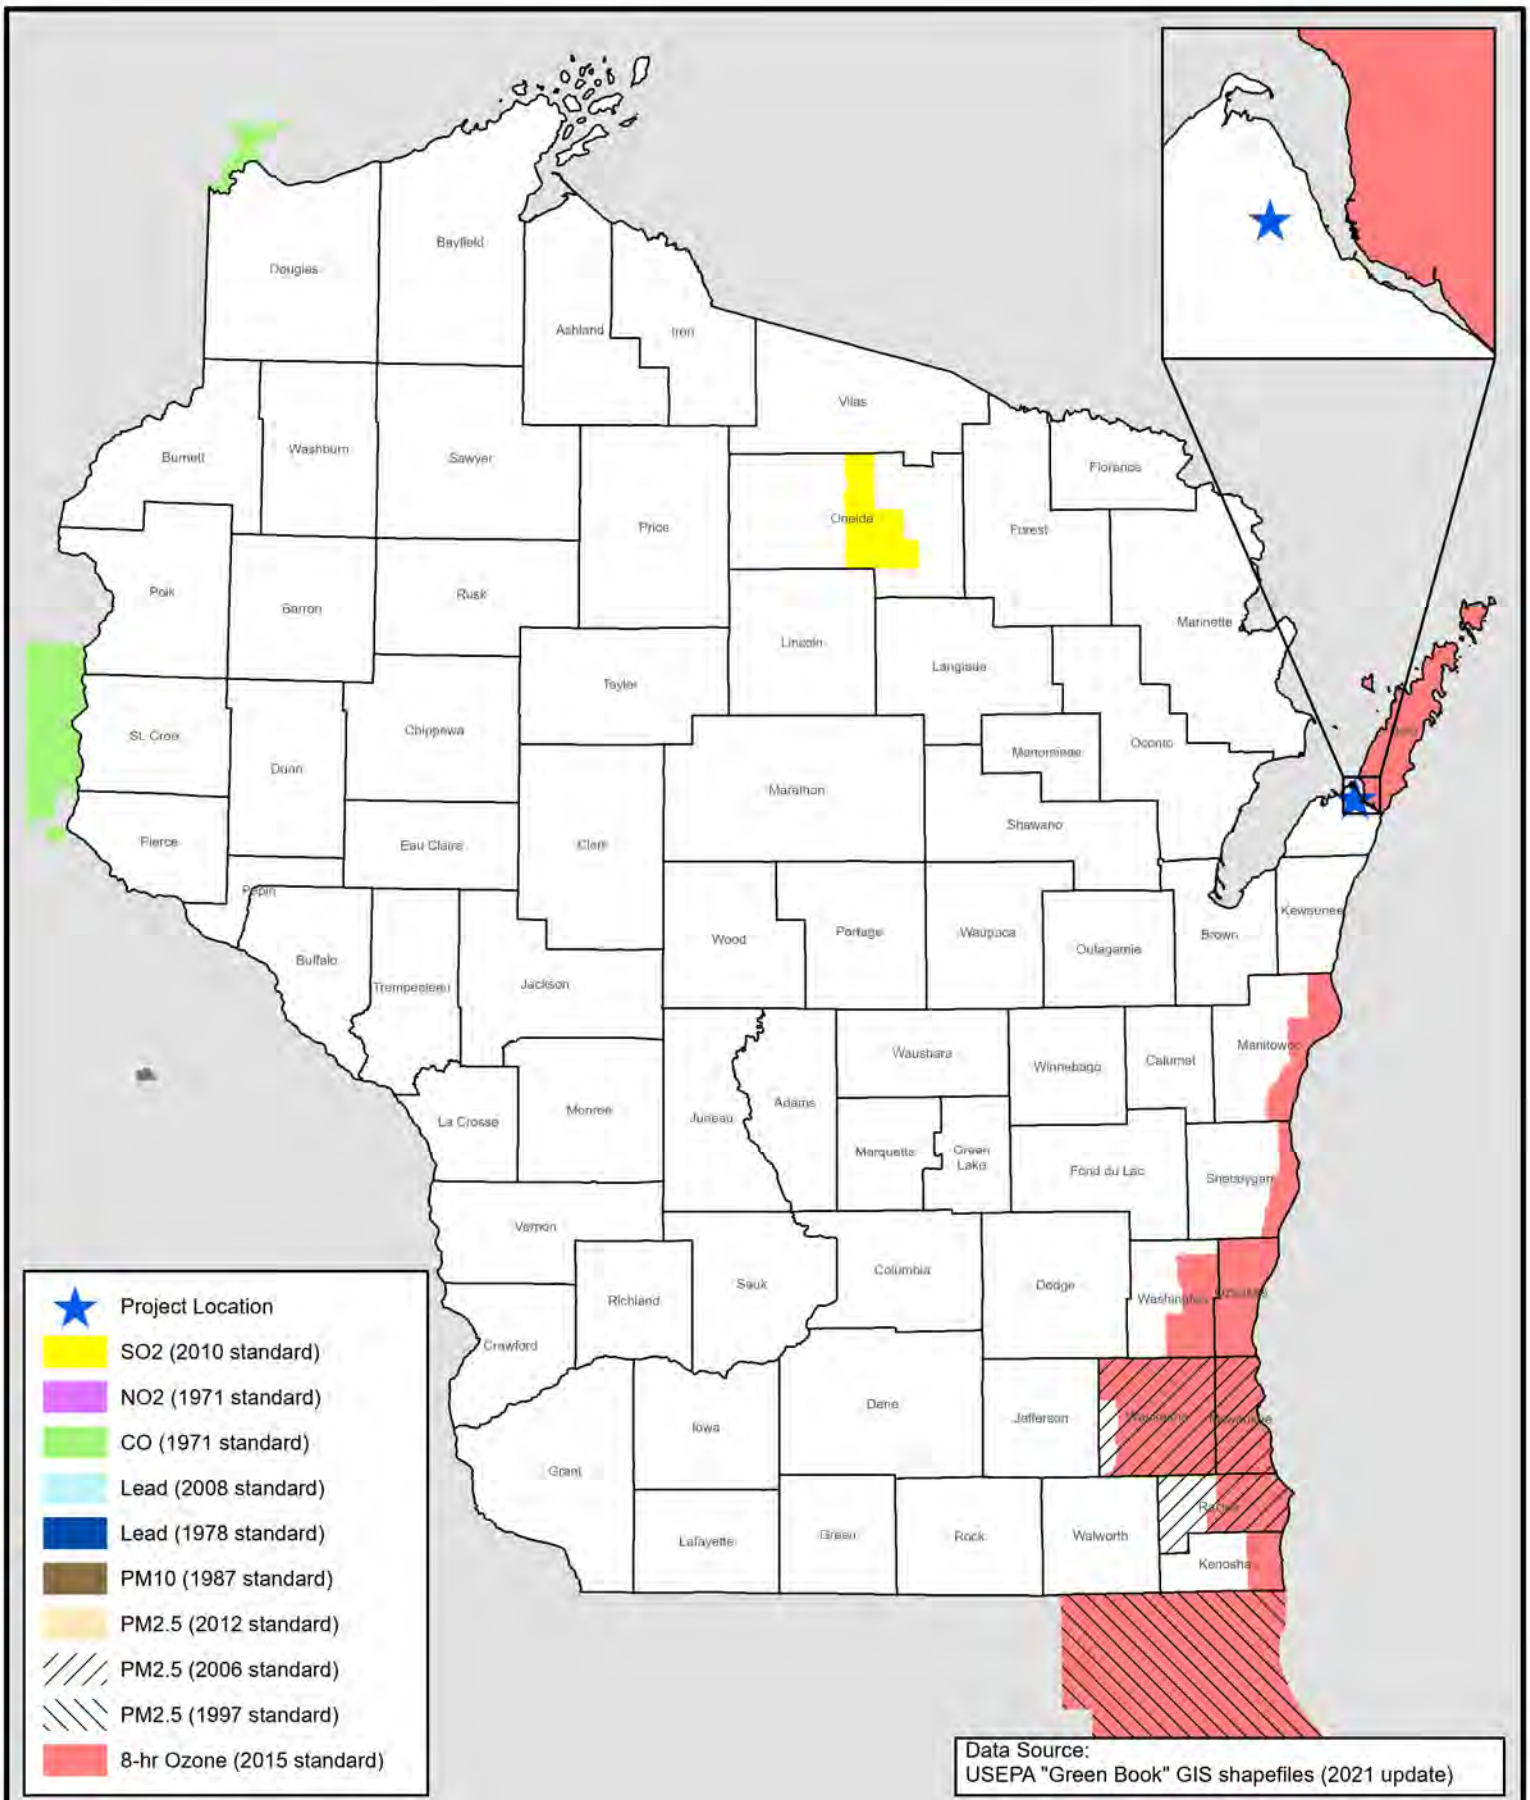 Douglas
Bayfield
Ashland
Iron
Vilas
Burnett
Washburn
Sawyer
Florence
Price
Oneida
Forest
Polk
Barron
Rusk
Marinette
Lincoln
Langlade
Taylor
St. Croix
Chippewa
Dunn
Menominee
Oconto
Door
Marathon
Shawano
Pierce
Eau Claire
Clark
Pepin
Kewaunee
Wood
Portage
Waupaca
Outagamie
Brown
Buffalo
Trempealeau
Jackson
Waushara
Winnebago
Calumet
Manitowoc
La Crosse
Monroe
Juneau
Adams
Marquette
Green
Lake
Fond du Lac
Sheboygan
Vernon
Richland
Sauk
Columbia
Dodge
Washington
Ozaukee
Crawford
Iowa
Dane
Jefferson
Waukesha
Milwaukee
Grant
Lafayette
Green
Rock
Walworth
Racine
Kenosha
Project Location
SO2 (2010 standard)
NO2 (1971 standard)
CO (1971 standard)
Lead (2008 standard)
Lead (1978 standard)
PM10 (1987 standard)
PM2.5 (2012 standard)
PM2.5 (2006 standard)
PM2.5 (1997 standard)
8-hr Ozone (2015 standard)
Data Source:
USEPA "Green Book" GIS shapefiles (2021 update)